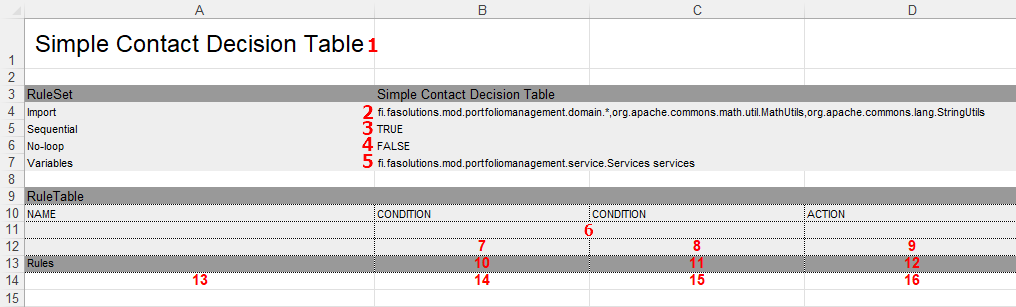 A B C D
1 Simple Contact Decision Table 1
2
3 RuleSet Simple Contact Decision Table
4 Import 2 fi.fasolutions.mod.portfoliomanagement.domain.*,org.apache.commons.math.util.MathUtils,org.apache.commons.lang.StringUtils
5 Sequential 3 TRUE
6 No-loop 4 FALSE
7 Variables 5 fi.fasolutions.mod.portfoliomanagement.service.Services services
8
9 RuleTable
10 NAME CONDITION CONDITION ACTION
11 6
12 7 8 9
13 Rules 10 11 12
14 13 14 15 16
15